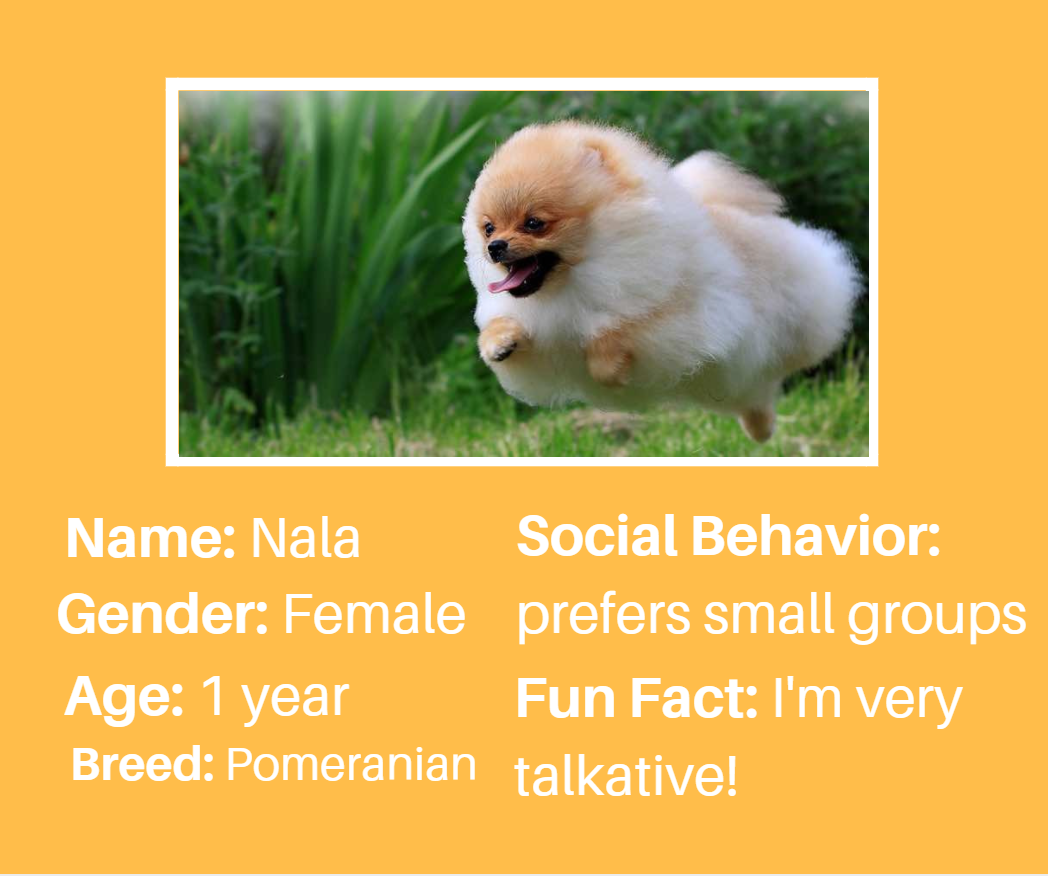 Name: Nala
Gender: Female
Age: 1 year
Breed: Pomeranian
Social Behavior:
prefers small groups
Fun Fact: I'm very
talkative!